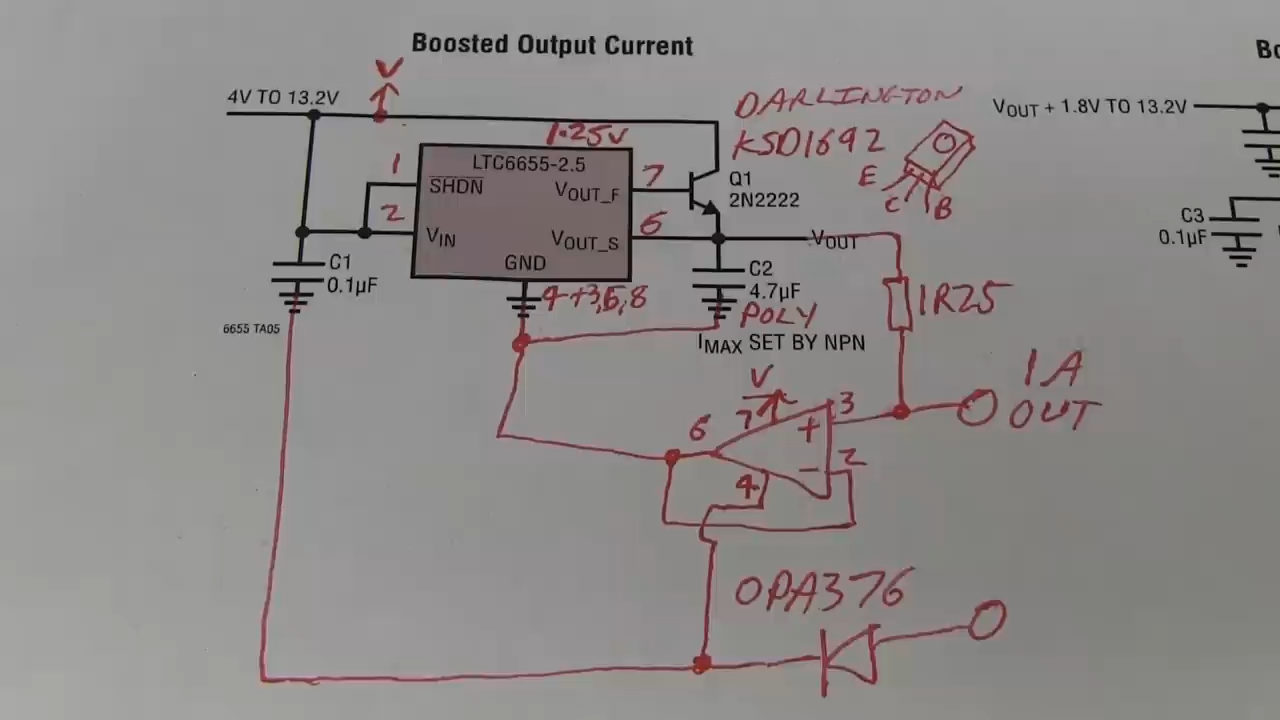 Boosted Output Current
Bo
V
4V TO 13.2V
DARLINGTON
KSD1692
E
C
B
VOUT + 1.8V TO 13.2V
1.25V
1
LTC6655-2.5
SHDN
VOUT_F
7
Q1
2N2222
2
VIN
VOUT_S
6
VOUT
GND
C1
0.1µF
C2
4.7µF
C3
0.1µF
4+3,5,8
POLY
1R25
6655 TA05
IMAX SET BY NPN
V
1A
OUT
7
3
+
6
2
-
4
OPA376